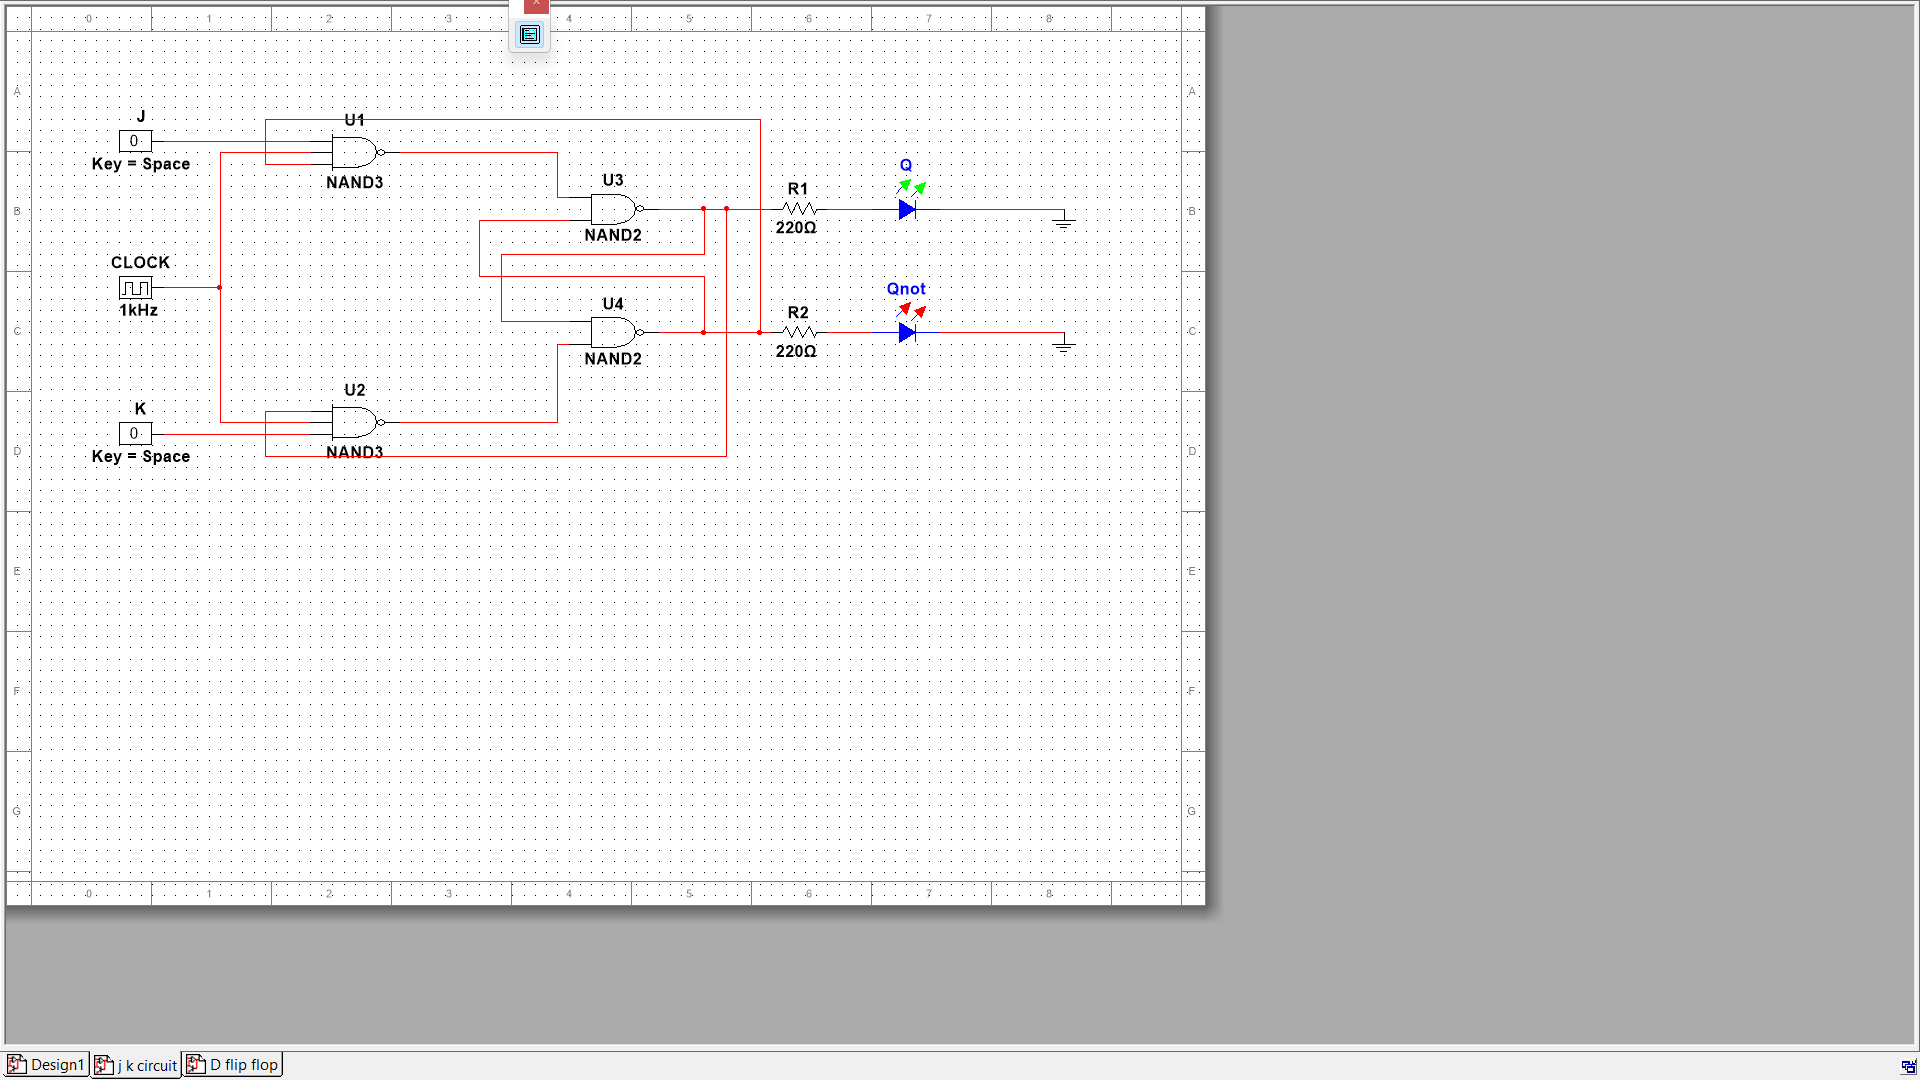 0 1 2 3 4 5 6 7 8
A A
J
U1
0
Key = Space
NAND3
Q
U3
R1
B B
NAND2
220Ω
CLOCK
1kHz
Qnot
U4
R2
C C
NAND2
220Ω
U2
K
0
Key = Space
NAND3
D D
E E
F F
G G
0 1 2 3 4 5 6 7 8
Design1 j k circuit D flip flop